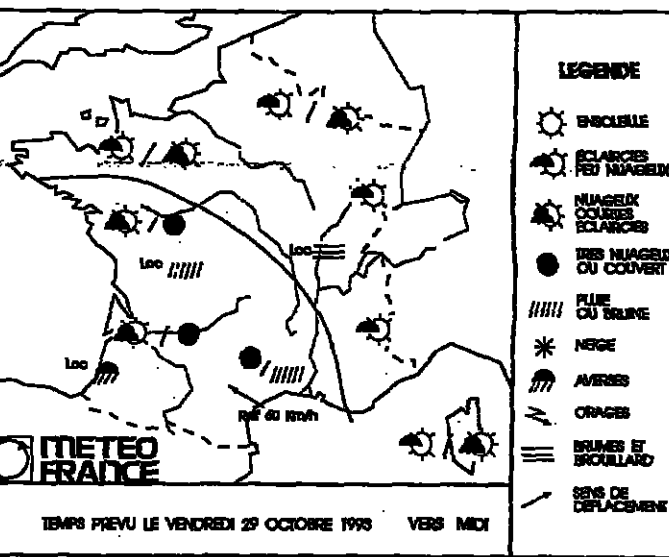 Loc
Loc
Loc
Raf 60 Km/h
METEO
FRANCE
TEMPS PREVU LE VENDREDI 29 OCTOBRE 1993 VERS MIDI
LEGENDE
ENSOLEILLE
ECLAIRCIES
PEU NUAGEUX
NUAGEUX
COURTES
ECLAIRCIES
TRES NUAGEUX
OU COUVERT
PLUIE
OU BRUINE
NEIGE
AVERSES
ORAGES
BRUMES ET
BROUILLARD
SENS DE
DEPLACEMENT